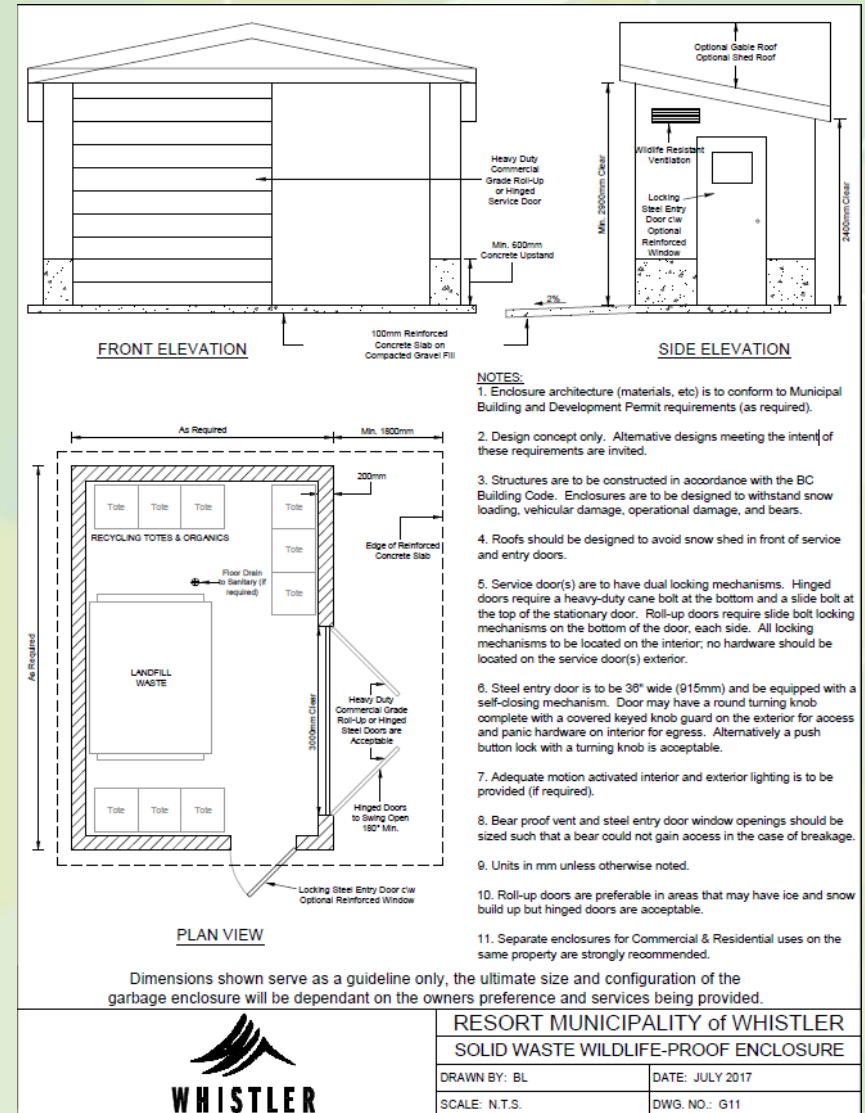 Optional Gable Roof
Optional Shed Roof
Wildlife Resistant
Ventilation
Heavy Duty
Commercial
Grade Roll-Up
or Hinged
Service Door
Min. 2900mm Clear
Locking
Steel Entry
Door c/w
Optional
Reinforced
Window
2400mm Clear
Min. 600mm
Concrete Upstand
2%
100mm Reinforced
Concrete Slab on
Compacted Gravel Fill
FRONT ELEVATION
SIDE ELEVATION
NOTES:
1. Enclosure architecture (materials, etc) is to conform to Municipal
Building and Development Permit requirements (as required).
2. Design concept only. Alternative designs meeting the intent of
these requirements are invited.
3. Structures are to be constructed in accordance with the BC
Building Code. Enclosures are to be designed to withstand snow
loading, vehicular damage, operational damage, and bears.
4. Roofs should be designed to avoid snow shed in front of service
and entry doors.
5. Service door(s) are to have dual locking mechanisms. Hinged
doors require a heavy-duty cane bolt at the bottom and a slide bolt at
the top of the stationary door. Roll-up doors require slide bolt locking
mechanisms on the bottom of the door, each side. All locking
mechanisms to be located on the interior; no hardware should be
located on the service door(s) exterior.
6. Steel entry door is to be 36" wide (915mm) and be equipped with a
self-closing mechanism. Door may have a round turning knob
complete with a covered keyed knob guard on the exterior for access
and panic hardware on interior for egress. Alternatively a push
button lock with a turning knob is acceptable.
7. Adequate motion activated interior and exterior lighting is to be
provided (if required).
8. Bear proof vent and steel entry door window openings should be
sized such that a bear could not gain access in the case of breakage.
9. Units in mm unless otherwise noted.
10. Roll-up doors are preferable in areas that may have ice and snow
build up but hinged doors are acceptable.
11. Separate enclosures for Commercial & Residential uses on the
same property are strongly recommended.
As Required
Min. 1800mm
200mm
Tote
Tote
Tote
Tote
RECYCLING TOTES & ORGANICS
Tote
Edge of Reinforced
Concrete Slab
Floor Drain
to Sanitary (if
required)
Tote
As Required
LANDFILL
WASTE
3000mm Clear
Heavy Duty
Commercial Grade
Roll-Up or Hinged
Steel Doors are
Acceptable
Hinged Doors
to Swing Open
180° Min.
Tote
Tote
Tote
Locking Steel Entry Door c/w
Optional Reinforced Window
PLAN VIEW
Dimensions shown serve as a guideline only, the ultimate size and configuration of the
garbage enclosure will be dependant on the owners preference and services being provided.
WHISTLER
RESORT MUNICIPALITY of WHISTLER
SOLID WASTE WILDLIFE-PROOF ENCLOSURE
DRAWN BY: BL
DATE: JULY 2017
SCALE: N.T.S.
DWG. NO.: G11